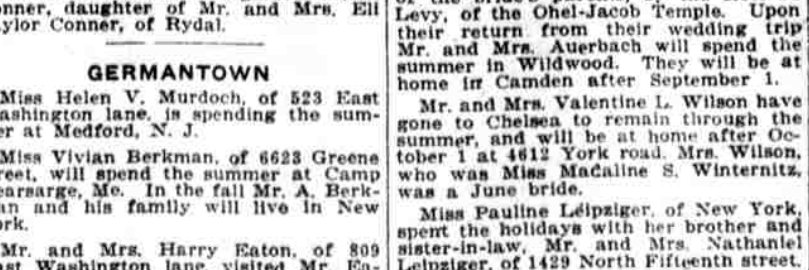 onner, daughter of Mr. and Mrs. Eli
aylor Conner, of Rydal.
GERMANTOWN
Miss Helen V. Murdoch, of 523 East
ashington lane, is spending the sum-
er at Medford, N. J.
Miss Vivian Berkman, of 6623 Greene
reet, will spend the summer at Camp
earsarge, Me. In the fall Mr. A. Berk-
an and his family will live in New
ork.
Mr. and Mrs. Harry Eaton, of 809
ast Washington lane, visited Mr. Ea-
Levy, of the Ohel-Jacob Temple. Upon
their return from their wedding trip
Mr. and Mrs. Auerbach will spend the
summer in Wildwood. They will be at
home in Camden after September 1.
Mr. and Mrs. Valentine L. Wilson have
gone to Chelsea to remain through the
summer, and will be at home after Oc-
tober 1 at 4612 York road. Mrs. Wilson,
who was Miss Madaline S. Winternitz,
was a June bride.
Miss Pauline Leipziger, of New York,
spent the holidays with her brother and
sister-in-law, Mr. and Mrs. Nathaniel
Leipziger, of 1429 North Fifteenth street.